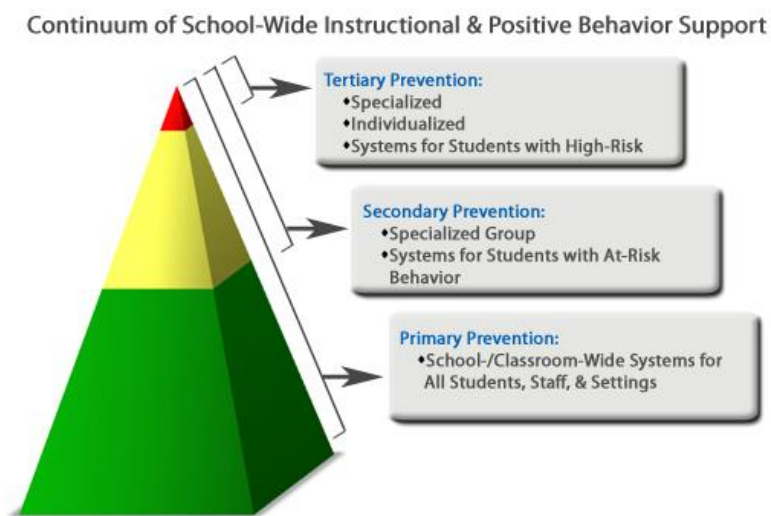 Continuum of School-Wide Instructional & Positive Behavior Support
Tertiary Prevention:
◆Specialized
◆Individualized
◆Systems for Students with High-Risk
Secondary Prevention:
◆Specialized Group
◆Systems for Students with At-Risk
Behavior
Primary Prevention:
◆School-/Classroom-Wide Systems for
All Students, Staff, & Settings